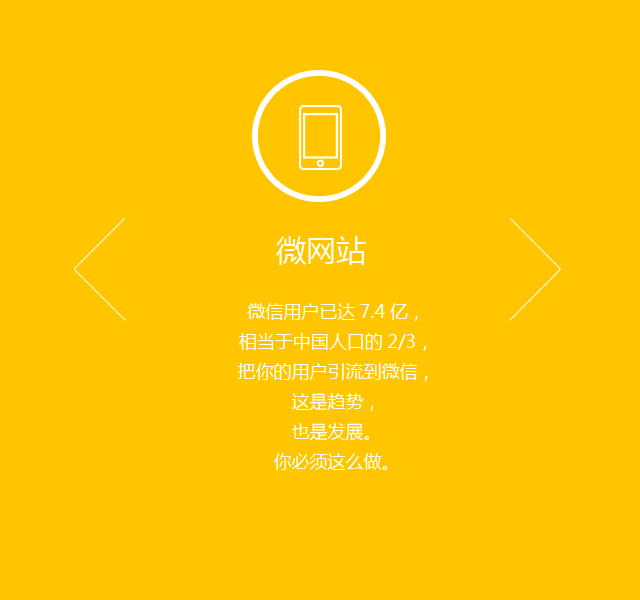 微网站
微信用户已达 7.4 亿，
相当于中国人口的 2/3，
把你的用户引流到微信，
这是趋势，
也是发展。
你必须这么做。